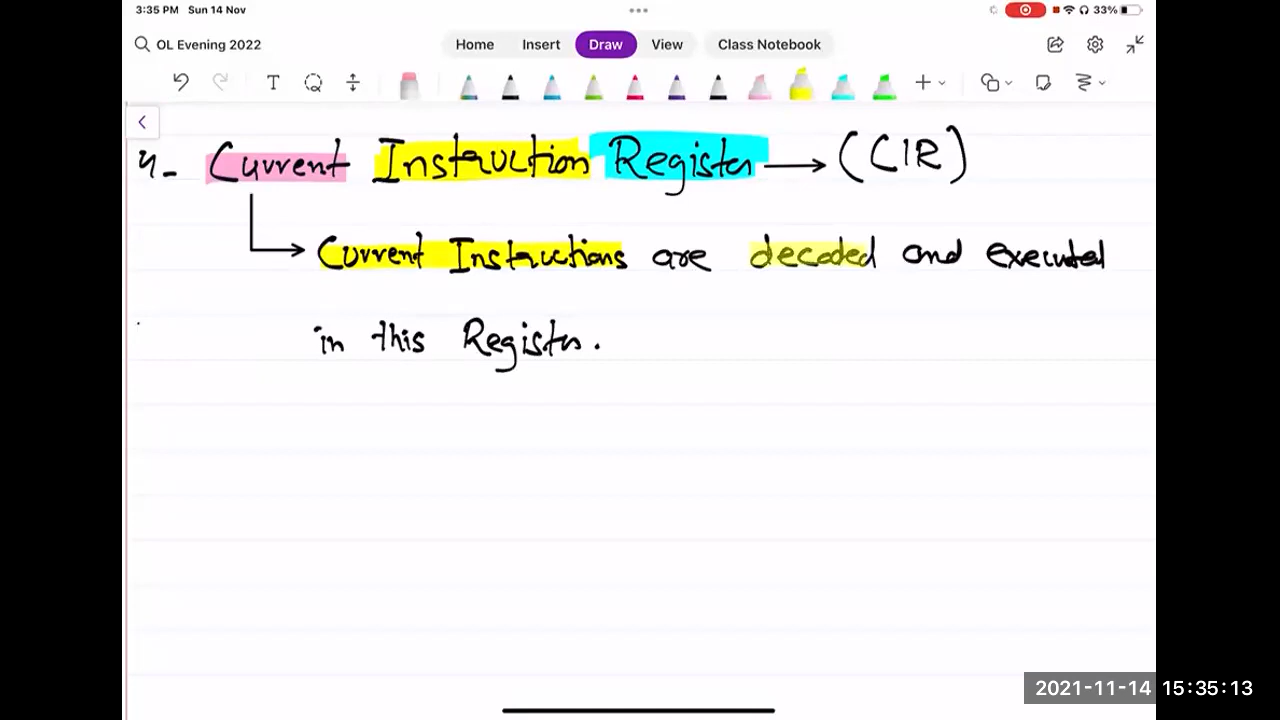 3:35 PM Sun 14 Nov
33%
OL Evening 2022
Home Insert Draw View Class Notebook
T
4- Current Instruction Register → (CIR)
Current Instructions are decoded and executed
in this Register.
2021-11-14 15:35:13